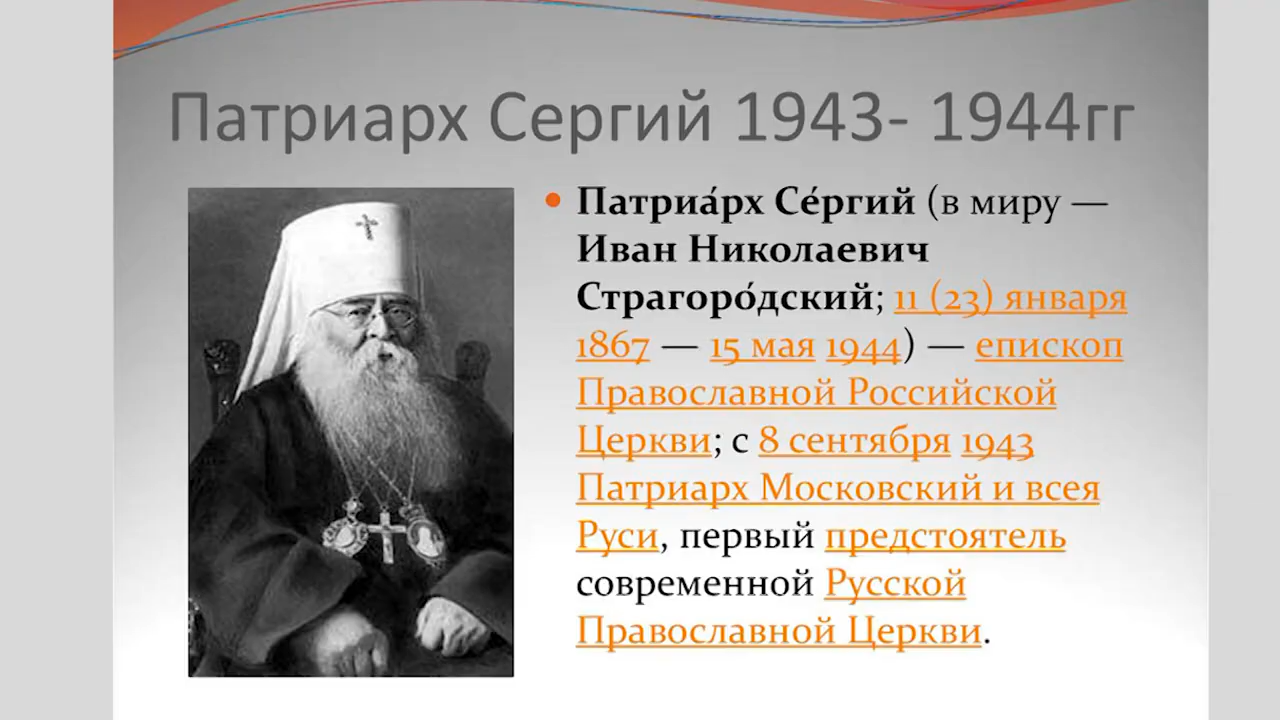 Патриарх Сергий 1943- 1944гг
• Патриа́рх Се́ргий (в миру —
Иван Николаевич
Страгоро́дский; 11 (23) января
1867 — 15 мая 1944) — епископ
Православной Российской
Церкви; с 8 сентября 1943
Патриарх Московский и всея
Руси, первый предстоятель
современной Русской
Православной Церкви.